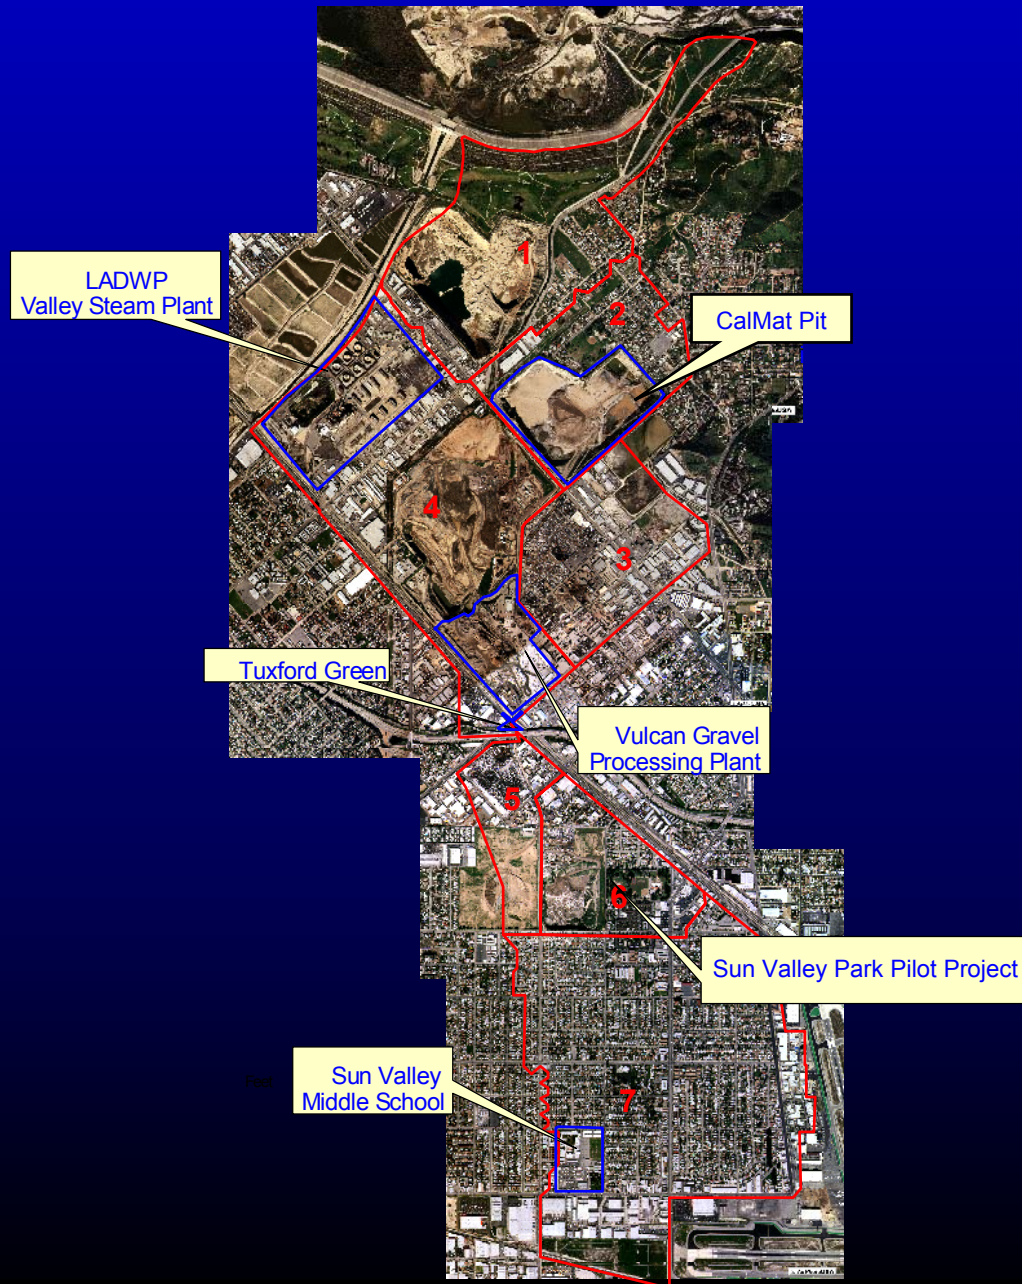 1
LADWP
Valley Steam Plant
2
CalMat Pit
4
3
Tuxford Green
Vulcan Gravel
Processing Plant
5
6
Sun Valley Park Pilot Project
Sun Valley
Middle School
7